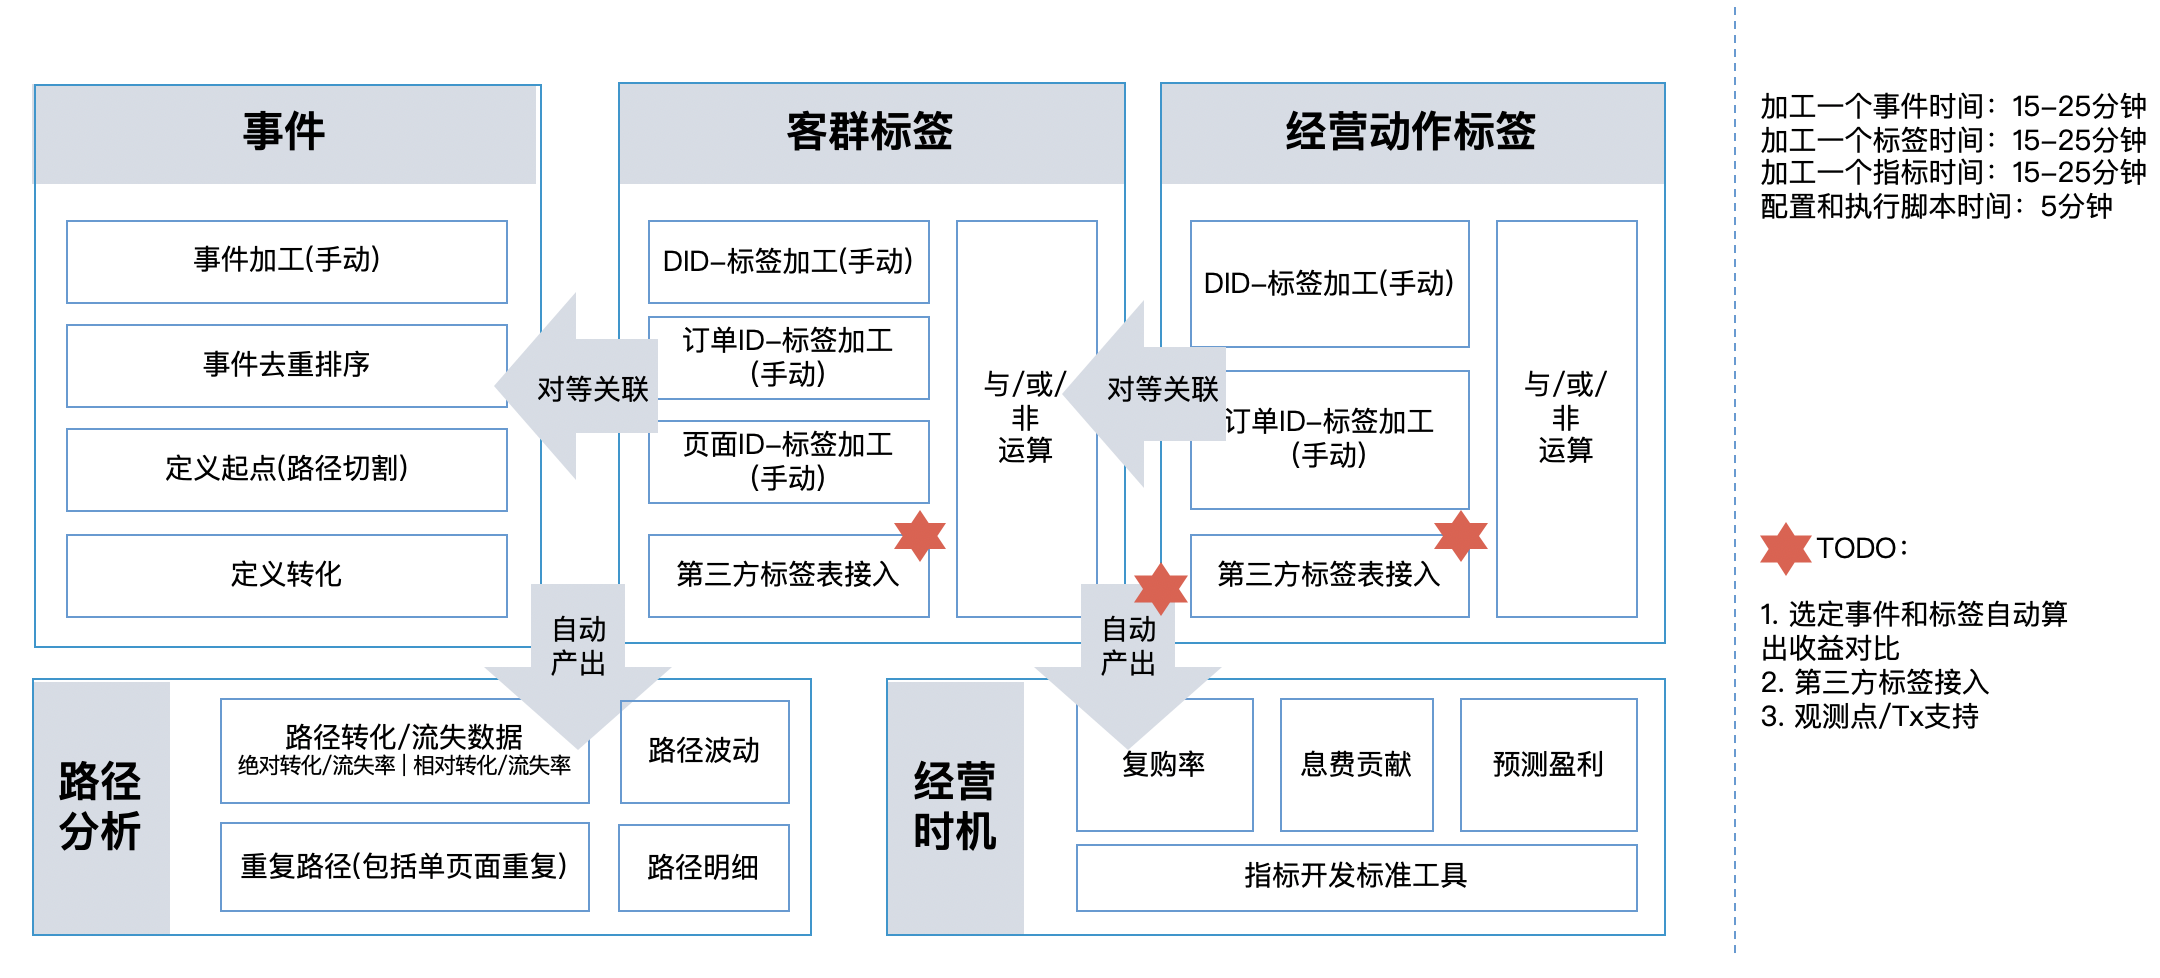 事件
事件加工(手动)
事件去重排序
定义起点(路径切割)
定义转化
对等关联
客群标签
DID-标签加工(手动)
订单ID-标签加工
(手动)
页面ID-标签加工
(手动)
第三方标签表接入
与/或/
非
运算
对等关联
经营动作标签
DID-标签加工(手动)
订单ID-标签加工
(手动)
第三方标签表接入
与/或/
非
运算
自动
产出
自动
产出
路径
分析
路径转化/流失数据
绝对转化/流失率 | 相对转化/流失率
路径波动
重复路径(包括单页面重复)
路径明细
经营
时机
复购率
息费贡献
预测盈利
指标开发标准工具
加工一个事件时间：15-25分钟
加工一个标签时间：15-25分钟
加工一个指标时间：15-25分钟
配置和执行脚本时间：5分钟
TODO：
1. 选定事件和标签自动算
出收益对比
2. 第三方标签接入
3. 观测点/Tx支持